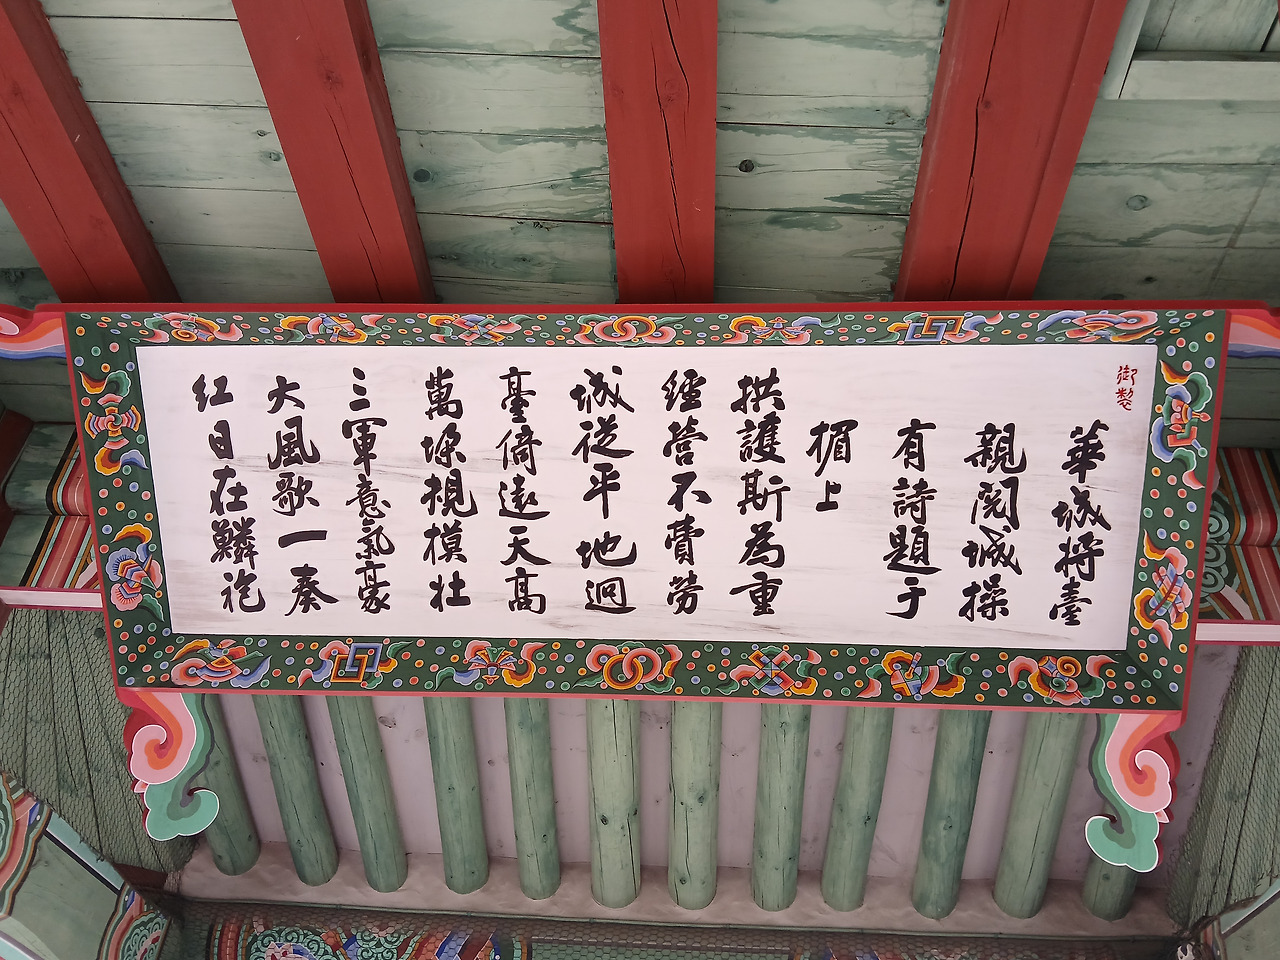 御製
華城將臺
親閱城操
有詩題于
楣上
拱護斯為重
經營不費勞
城從平地迥
臺倚遠天高
萬垜規模壯
三軍意氣豪
大風歌一奏
紅日在鱗袍